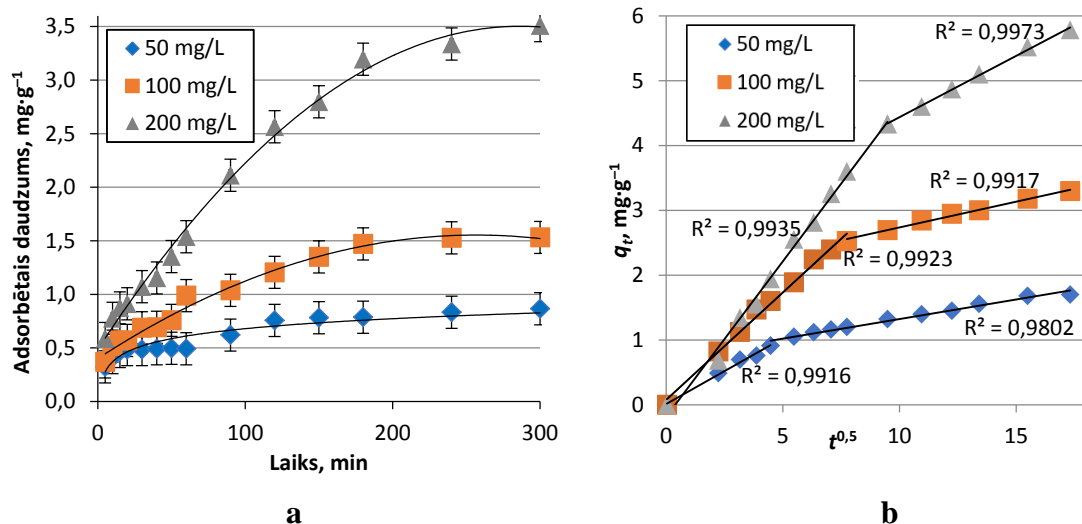 3,5
3,0
2,5
2,0
1,5
1,0
0,5
0,0
Adsorbētais daudzums, mg·g⁻¹
50 mg/L
100 mg/L
200 mg/L
0 100 200 300
Laiks, min
a
6
5
4
3
2
1
0
qt, mg·g⁻¹
50 mg/L
100 mg/L
200 mg/L
R² = 0,9973
R² = 0,9917
R² = 0,9935
R² = 0,9923
R² = 0,9802
R² = 0,9916
0 5 10 15
t⁰,⁵
b